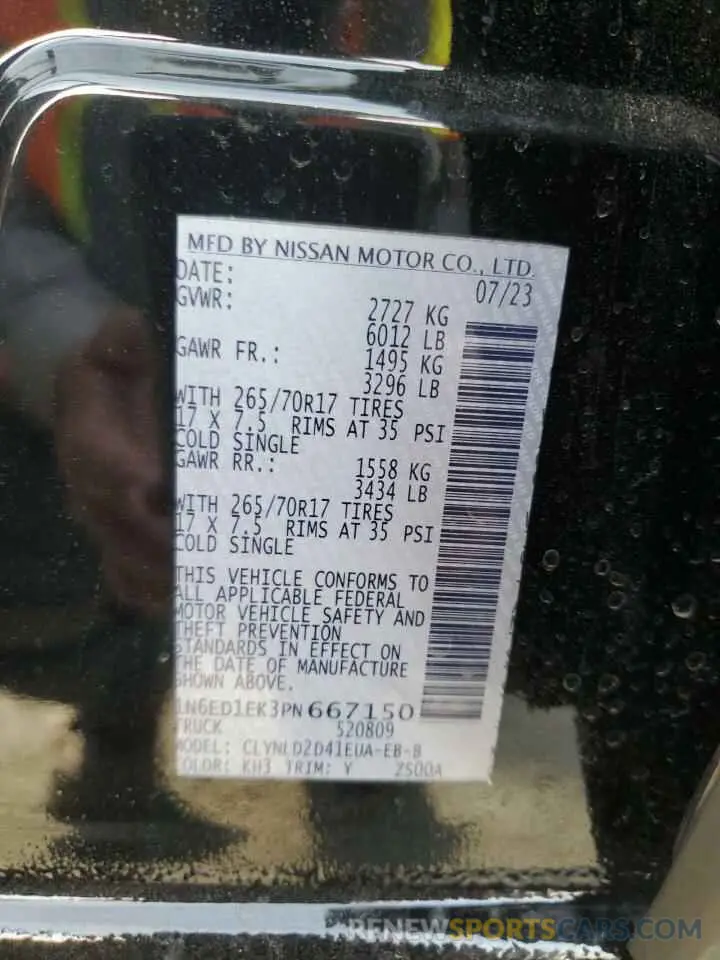 MFD BY NISSAN MOTOR CO., LTD.
DATE: 07/23
GVWR: 2727 KG
6012 LB
GAWR FR.: 1495 KG
3296 LB
WITH 265/70R17 TIRES
17 X 7.5 RIMS AT 35 PSI
COLD SINGLE
GAWR RR.: 1558 KG
3434 LB
WITH 265/70R17 TIRES
17 X 7.5 RIMS AT 35 PSI
COLD SINGLE
THIS VEHICLE CONFORMS TO
ALL APPLICABLE FEDERAL
MOTOR VEHICLE SAFETY AND
THEFT PREVENTION
STANDARDS IN EFFECT ON
THE DATE OF MANUFACTURE
SHOWN ABOVE.
1N6ED1EK3PN667150
TRUCK 520809
MODEL: CLYNLD2D41EUA-EB-B
COLOR: KH3 TRIM: Y 2500A
RENEWSPORTSCARS.COM